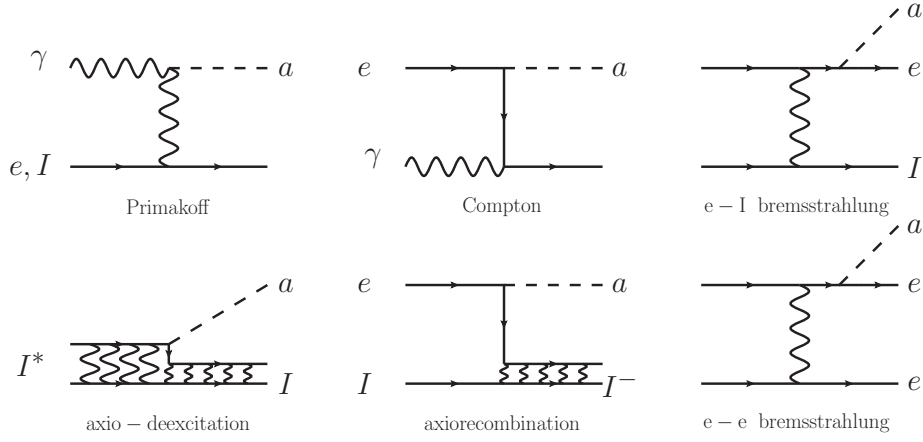 γ a e a a e
e, I γ I
Primakoff Compton e − I bremsstrahlung
a e a a e
I* I I I⁻ e
axio − deexcitation axiorecombination e − e bremsstrahlung